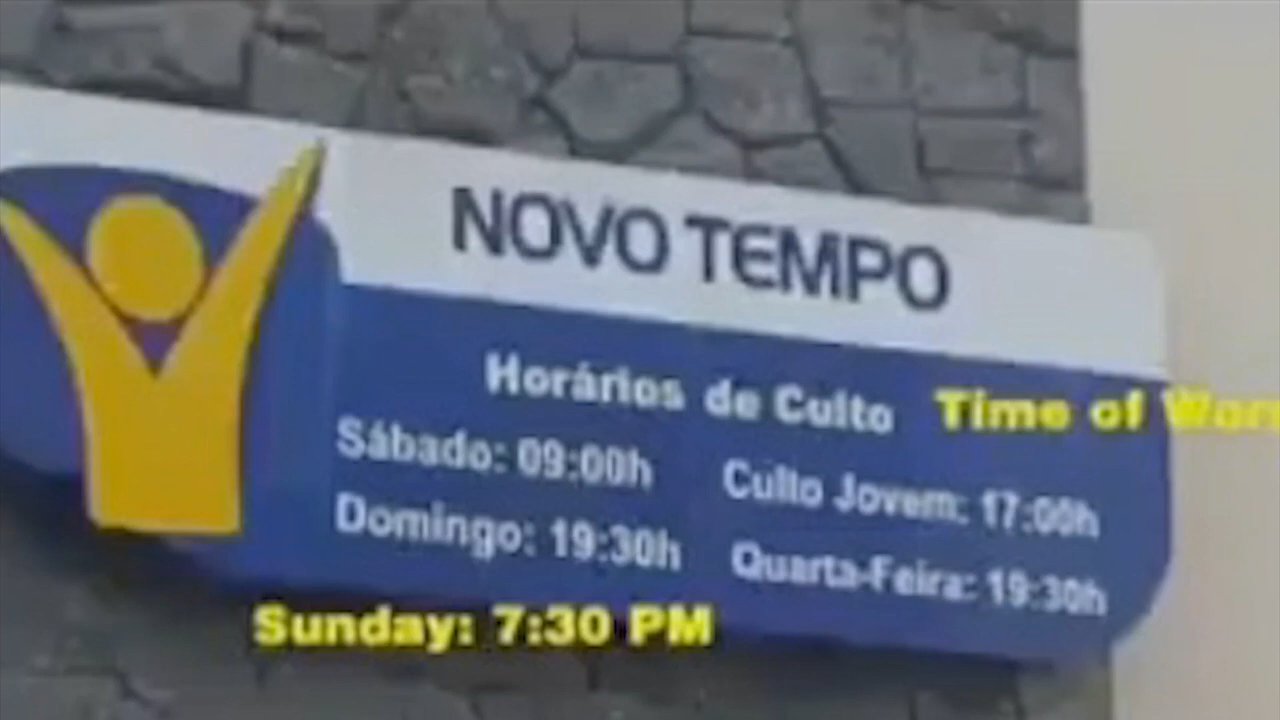 NOVO TEMPO
Horários de Culto Time of
Sábado: 09:00h Culto Jovem: 17:00h
Domingo: 19:30h Quarta-Feira: 19:30h
Sunday: 7:30 PM